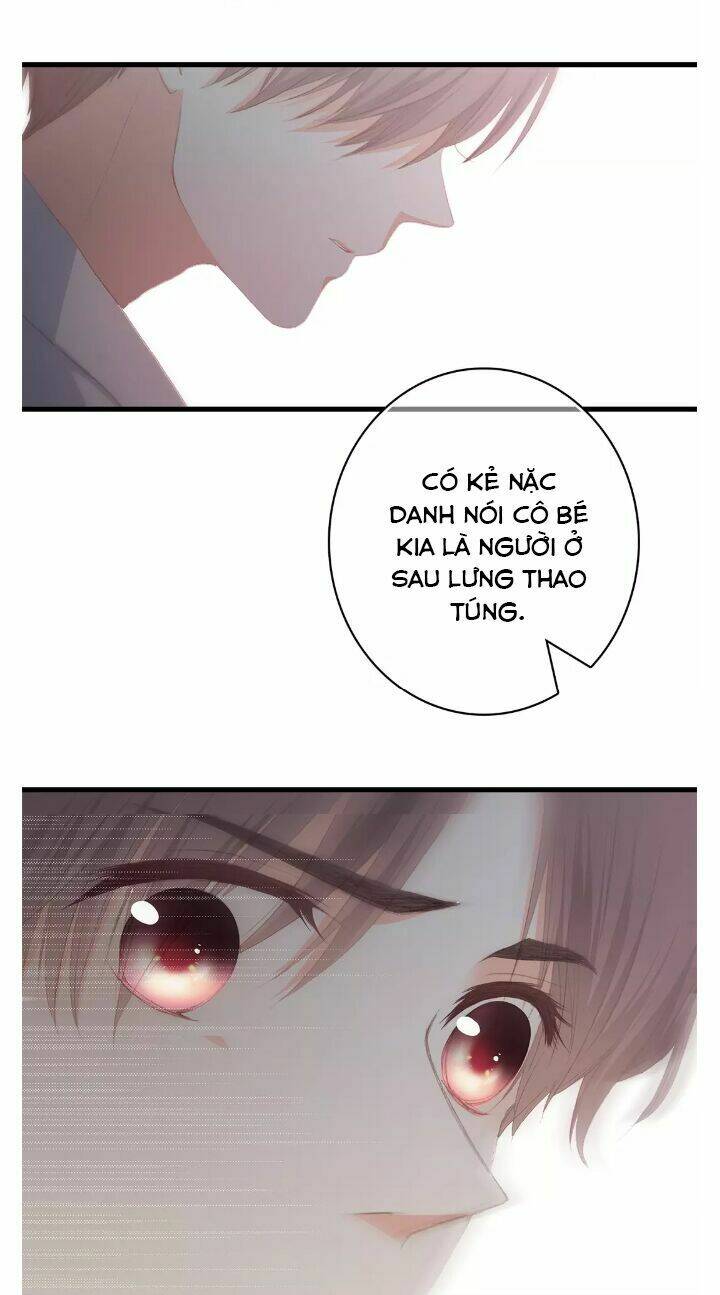 CÓ KẺ NẶC
DANH NÓI CÔ BÉ
KIA LÀ NGƯỜI Ở
SAU LƯNG THAO
TÚNG.